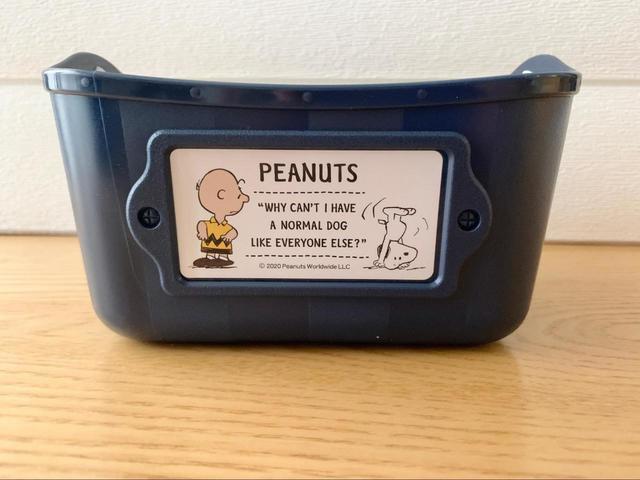 PEANUTS
"WHY CAN'T I HAVE
A NORMAL DOG
LIKE EVERYONE ELSE?"
© 2020 Peanuts Worldwide LLC